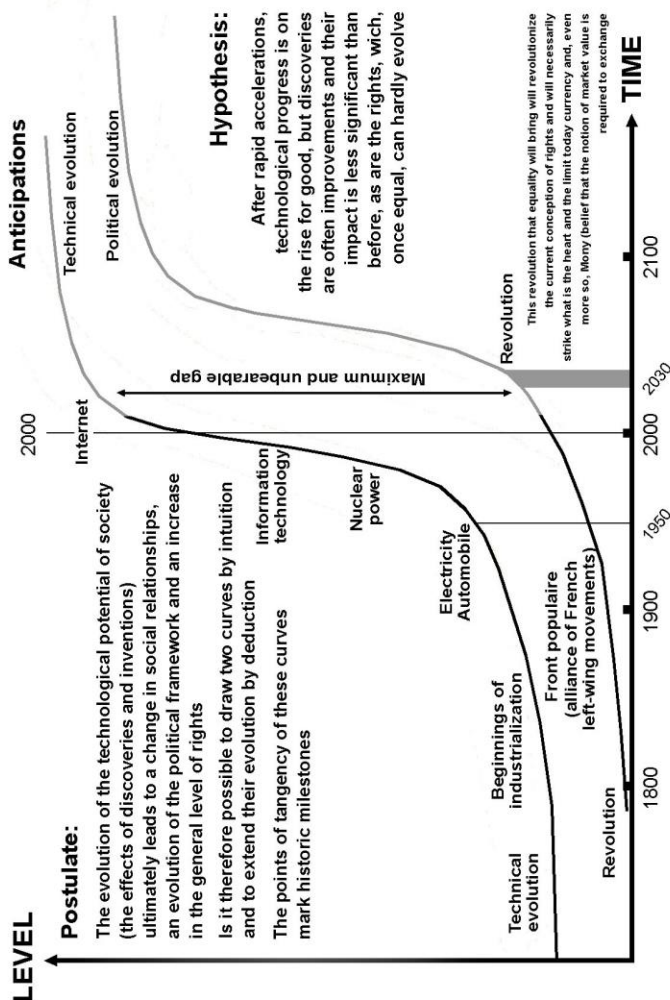 LEVEL
Postulate:
The evolution of the technological potential of society
(the effects of discoveries and inventions)
ultimately leads to a change in social relationships,
an evolution of the political framework and an increase
in the general level of rights
Is it therefore possible to draw two curves by intuition
and to extend their evolution by deduction
The points of tangency of these curves
mark historic milestones
2000
Anticipations
Internet
Technical evolution
Political evolution
Information
technology
Nuclear
power
Electricity
Automobile
Maximum and unbearable gap
Hypothesis:
After rapid accelerations,
technological progress is on
the rise for good, but discoveries
are often improvements and their
impact is less significant than
before, as are the rights, wich,
once equal, can hardly evolve
Technical
evolution
Beginnings of
industrialization
Front populaire
(alliance of French
left-wing movements)
Revolution
Revolution
This revolution that equality will bring will revolutionize
the current conception of rights and will necessarily
strike what is the heart and the limit today currency and, even
more so, Mony (belief that the notion of market value is
required to exchange
1800
1900
1950
2000
2030
2100
TIME